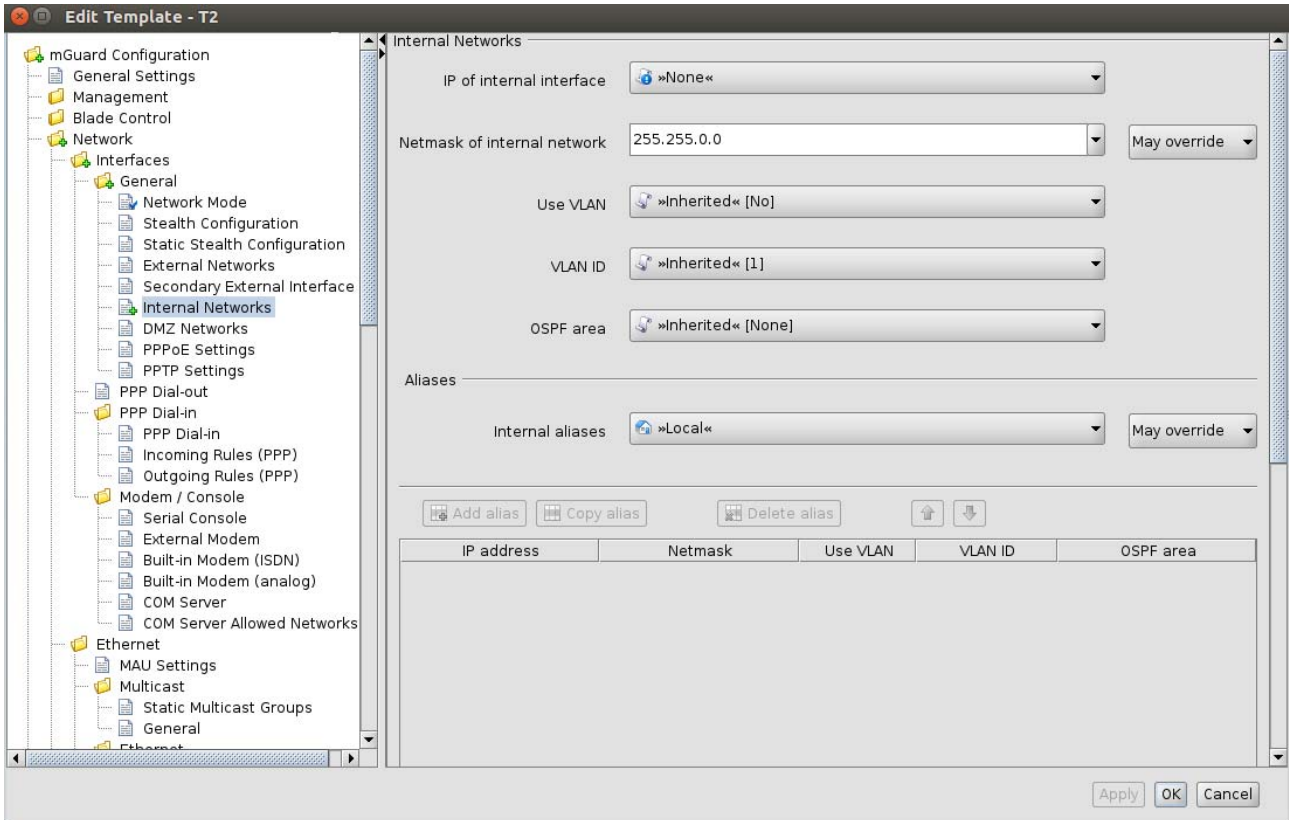 Edit Template - T2
mGuard Configuration
General Settings
Management
Blade Control
Network
Interfaces
General
Network Mode
Stealth Configuration
Static Stealth Configuration
External Networks
Secondary External Interface
Internal Networks
DMZ Networks
PPPoE Settings
PPTP Settings
PPP Dial-out
PPP Dial-in
PPP Dial-in
Incoming Rules (PPP)
Outgoing Rules (PPP)
Modem / Console
Serial Console
External Modem
Built-in Modem (ISDN)
Built-in Modem (analog)
COM Server
COM Server Allowed Networks
Ethernet
MAU Settings
Multicast
Static Multicast Groups
General
Ethernet
Internal Networks
IP of internal interface »None«
Netmask of internal network 255.255.0.0 May override
Use VLAN »Inherited« [No]
VLAN ID »Inherited« [1]
OSPF area »Inherited« [None]
Aliases
Internal aliases »Local« May override
Add alias Copy alias Delete alias
IP address Netmask Use VLAN VLAN ID OSPF area
Apply OK Cancel